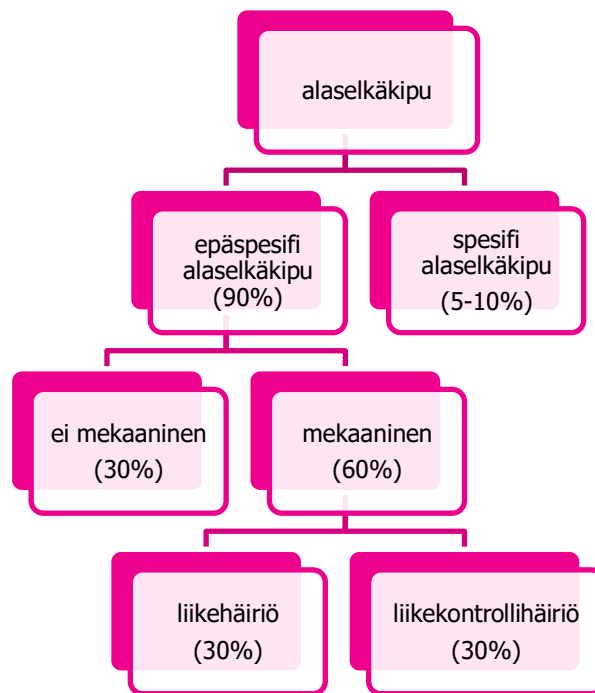 alaselkäkipu
epäspesifi
alaselkäkipu
(90%)
spesifi
alaselkäkipu
(5-10%)
ei mekaaninen
(30%)
mekaaninen
(60%)
liikehäiriö
(30%)
liikekontrollihäiriö
(30%)